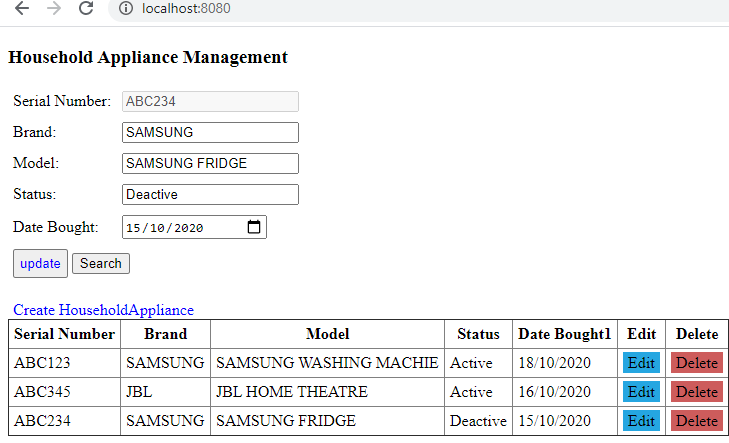 localhost:8080
Household Appliance Management
Serial Number: ABC234
Brand: SAMSUNG
Model: SAMSUNG FRIDGE
Status: Deactive
Date Bought: 15/10/2020
update Search
Create HouseholdAppliance
Serial Number Brand Model Status Date Bought1 Edit Delete
ABC123 SAMSUNG SAMSUNG WASHING MACHIE Active 18/10/2020 Edit Delete
ABC345 JBL JBL HOME THEATRE Active 16/10/2020 Edit Delete
ABC234 SAMSUNG SAMSUNG FRIDGE Deactive 15/10/2020 Edit Delete